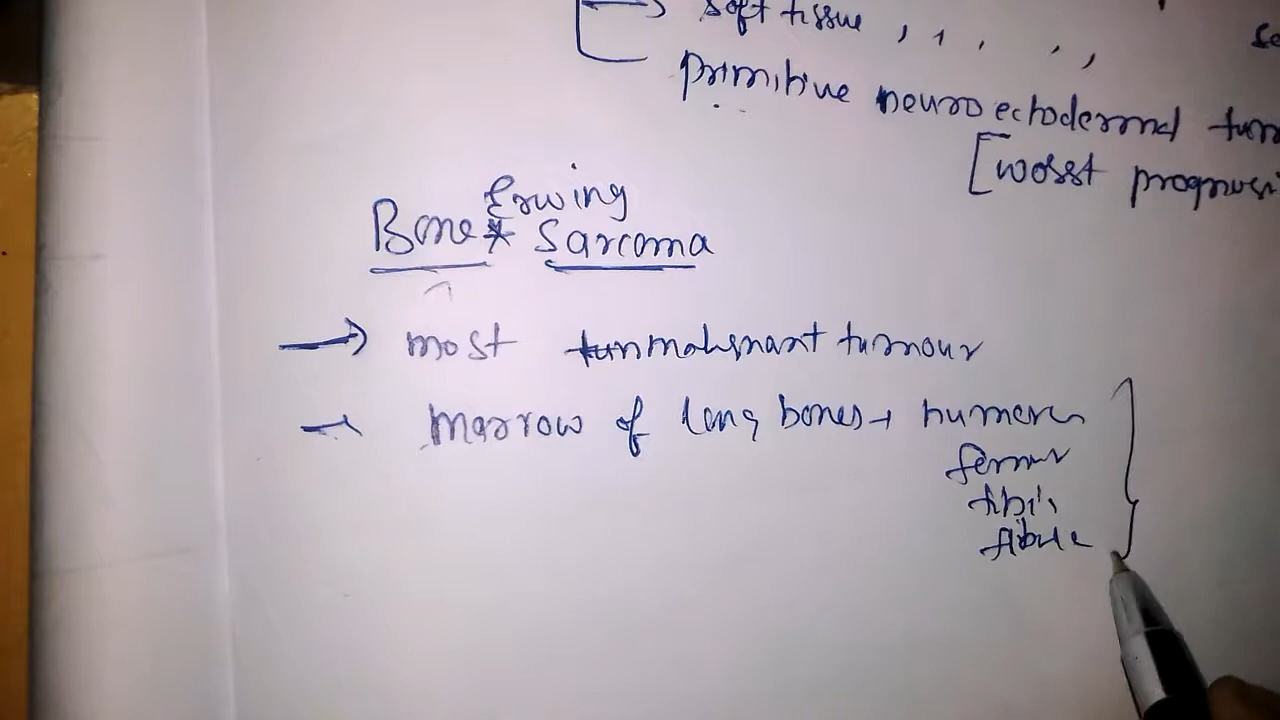 soft tissue , , , , ,
primitive neuroectodermal tum
[worst prognosi
Erwing
Bone Sarcoma
→ most malignant tumour
→ Marrow of long bones → humerus
femur
tibia
fibula